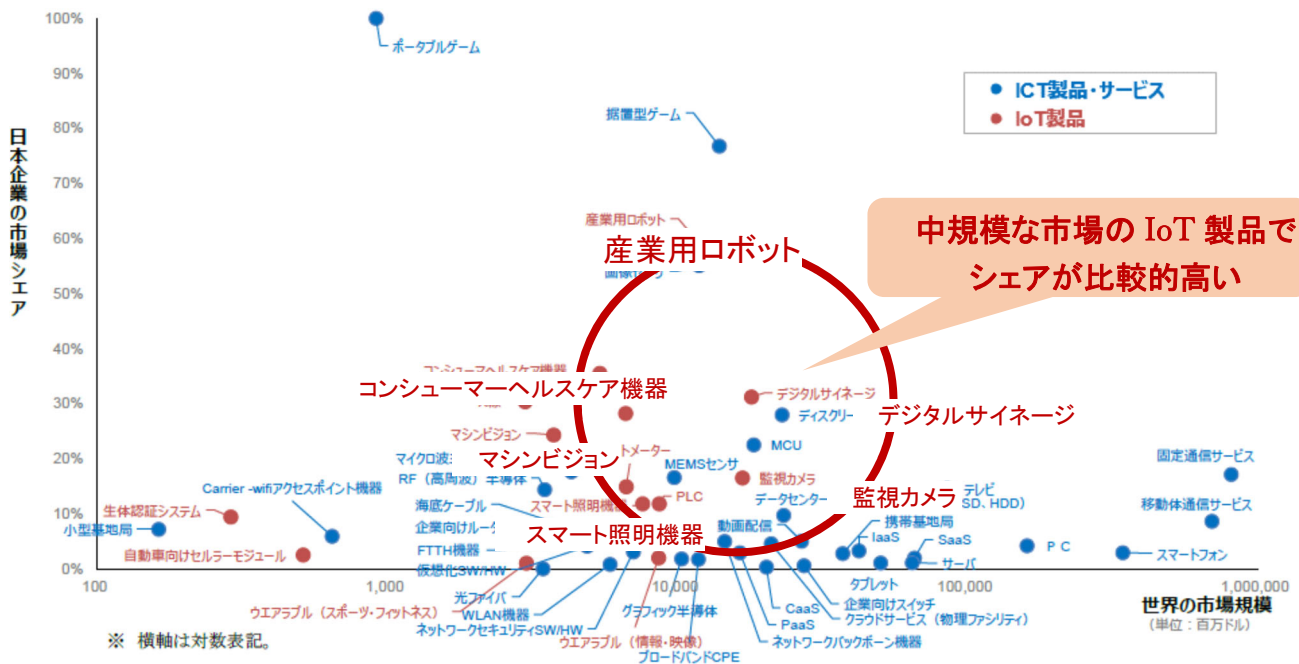 100%
ポータブルゲーム
90%
ICT製品・サービス
IoT製品
80%
据置型ゲーム
70%
日本企業の市場シェア
産業用ロボット
60%
産業用ロボット
中規模な市場の IoT 製品で
シェアが比較的高い
50%
40%
コンシューマーヘルスケア機器
デジタルサイネージ
30%
ディスクリー
デジタルサイネージ
マシンビジョン
MCU
トメーター
マイクロ波
マシンビジョン
MEMSセンサ
固定通信サービス
20%
RF（高周波）半導体
監視カメラ
Carrier -wifiアクセスポイント機器
PLC
テレビ
SD、HDD）
データセンター
監視カメラ
海底ケーブル
スマート照明機器
移動体通信サービス
生体認証システム
10%
小型基地局
企業向けルータ
スマート照明機器
動画配信
携帯基地局
IaaS
SaaS
ＰＣ
自動車向けセルラーモジュール
FTTH機器
サーバ
スマートフォン
仮想化SW/HW
0%
100
1,000
10,000
100,000
1,000,000
タブレット
光ファイバ
WLAN機器
グラフィック半導体
CaaS
企業向けスイッチ
世界の市場規模
（単位：百万ドル）
ウエアラブル（スポーツ・フィットネス）
PaaS
クラウドサービス（物理ファシリティ）
ネットワークセキュリティSW/HW
ウエアラブル（情報・映像）
ネットワークバックボーン機器
ブロードバンドCPE
※ 横軸は対数表記。